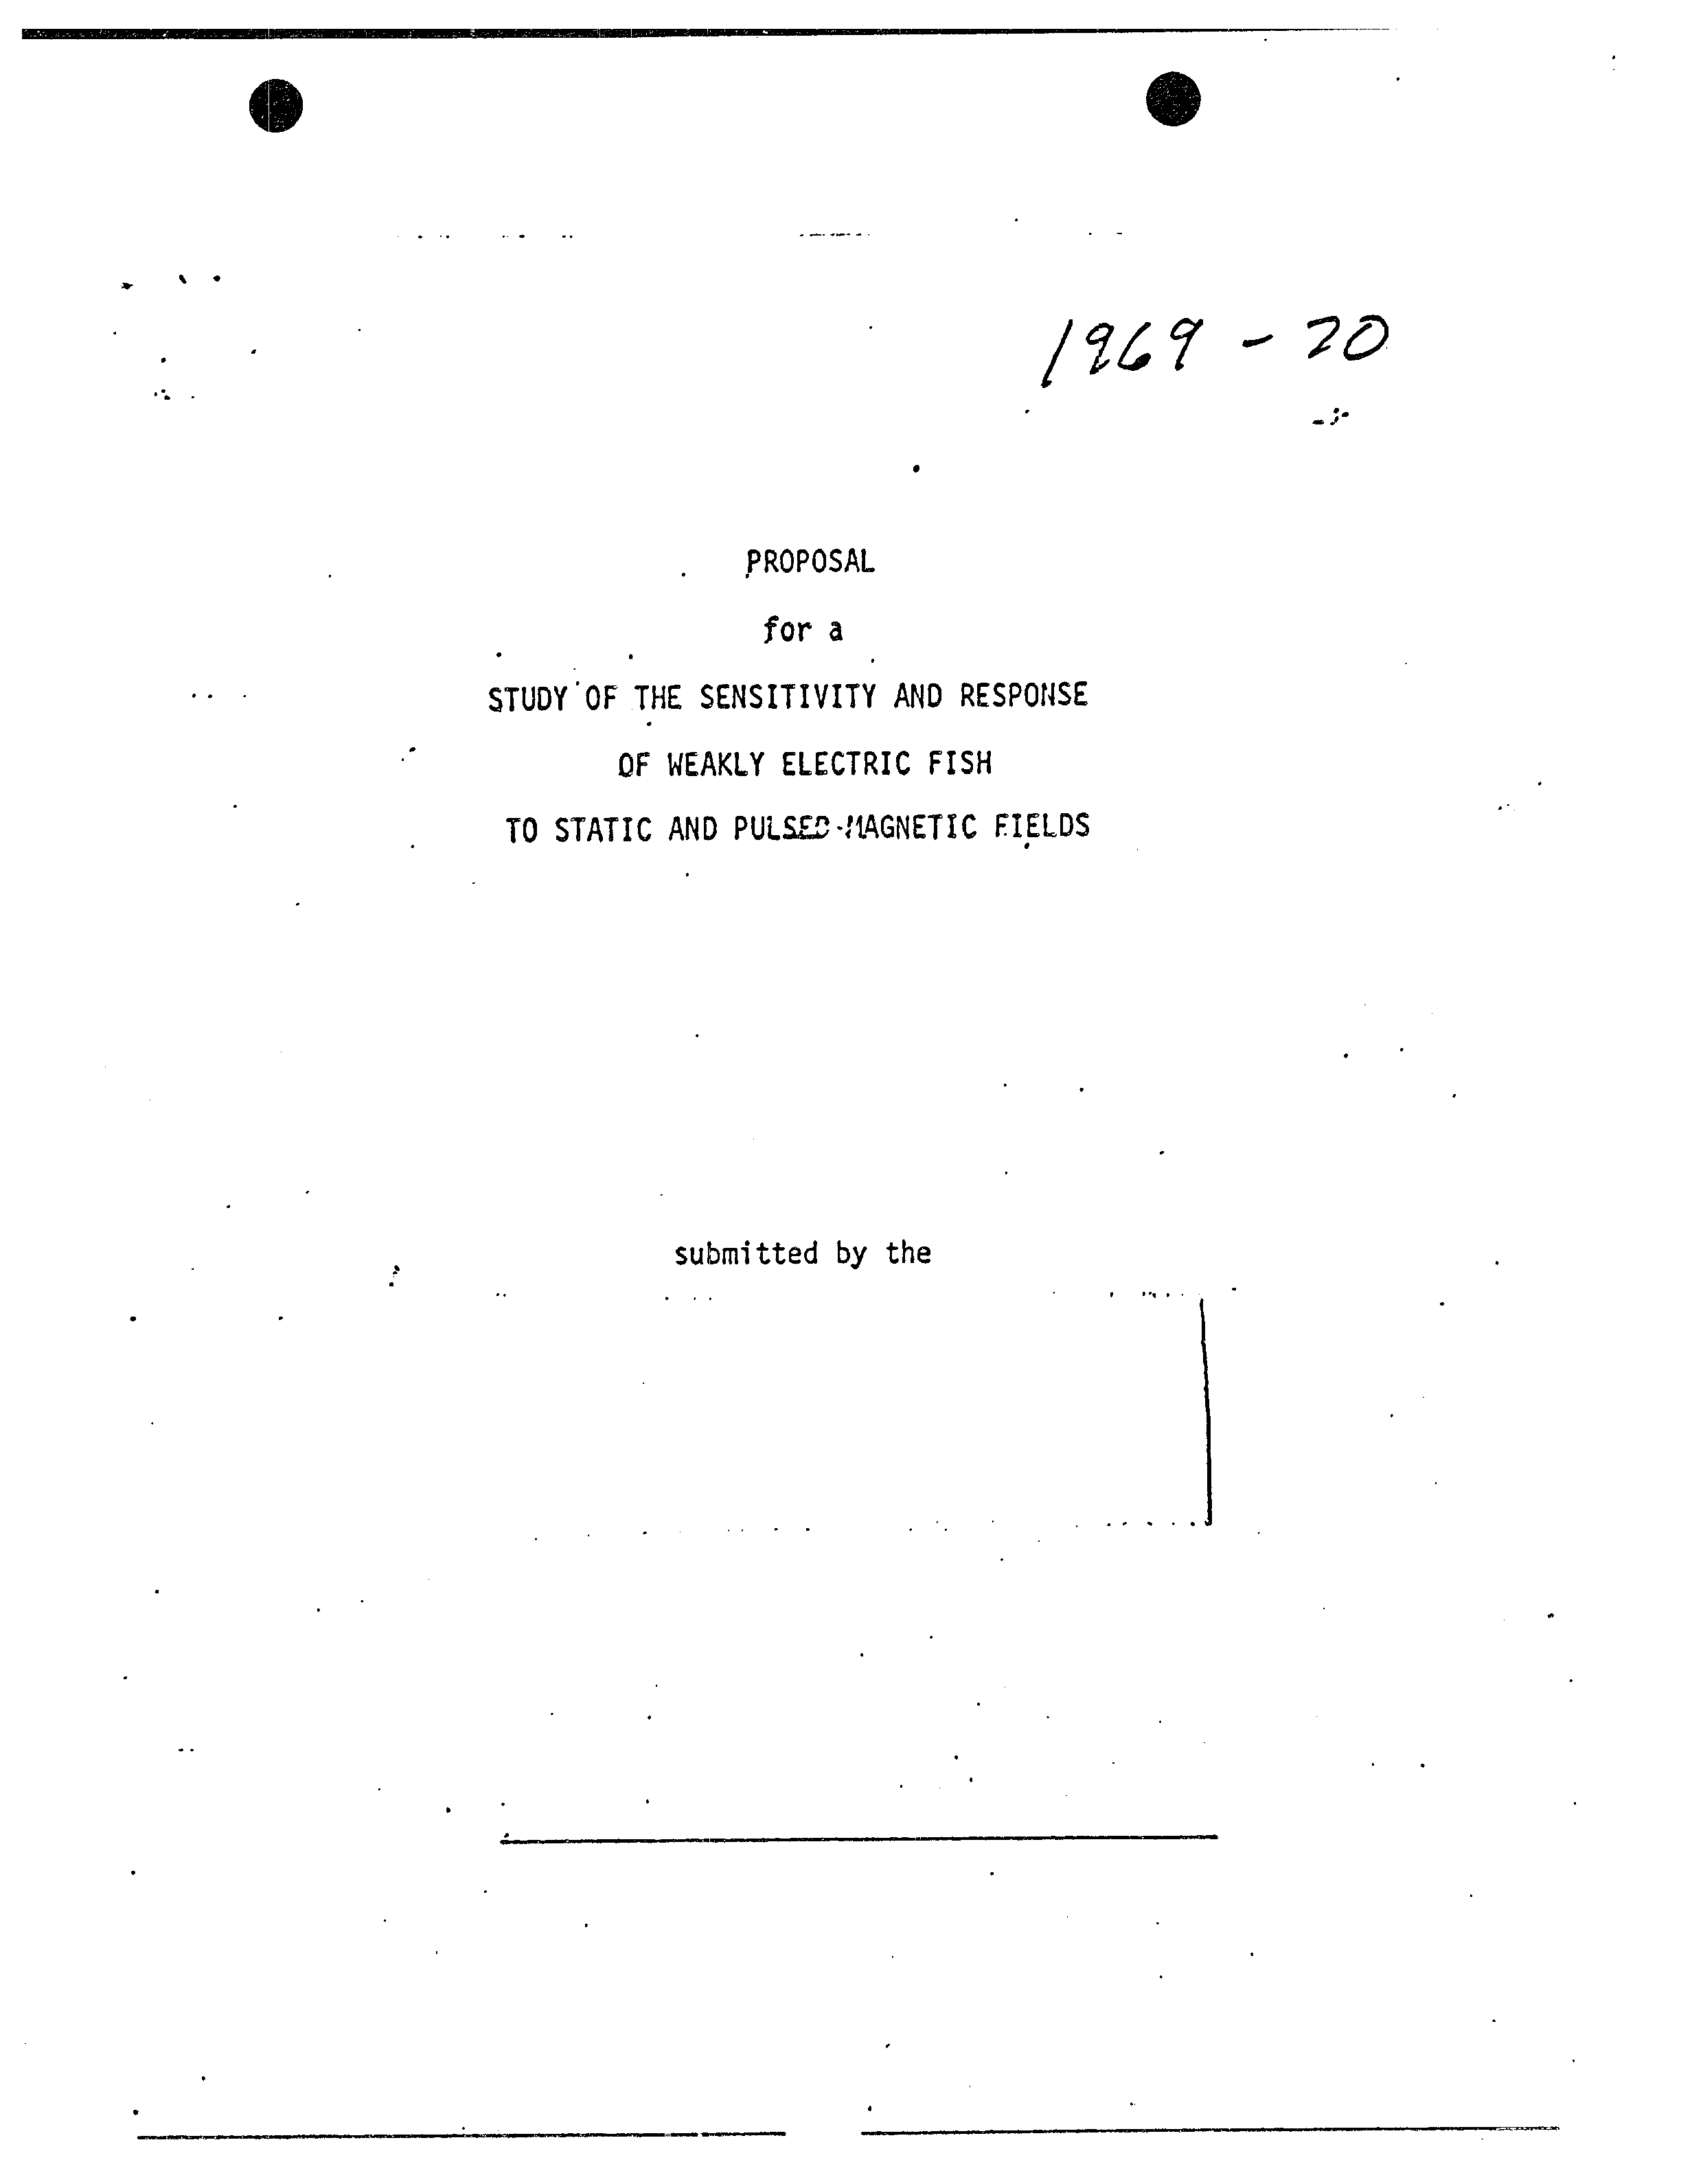 1969 - 70
PROPOSAL
for a
STUDY OF THE SENSITIVITY AND RESPONSE
OF WEAKLY ELECTRIC FISH
TO STATIC AND PULSED MAGNETIC FIELDS
submitted by the